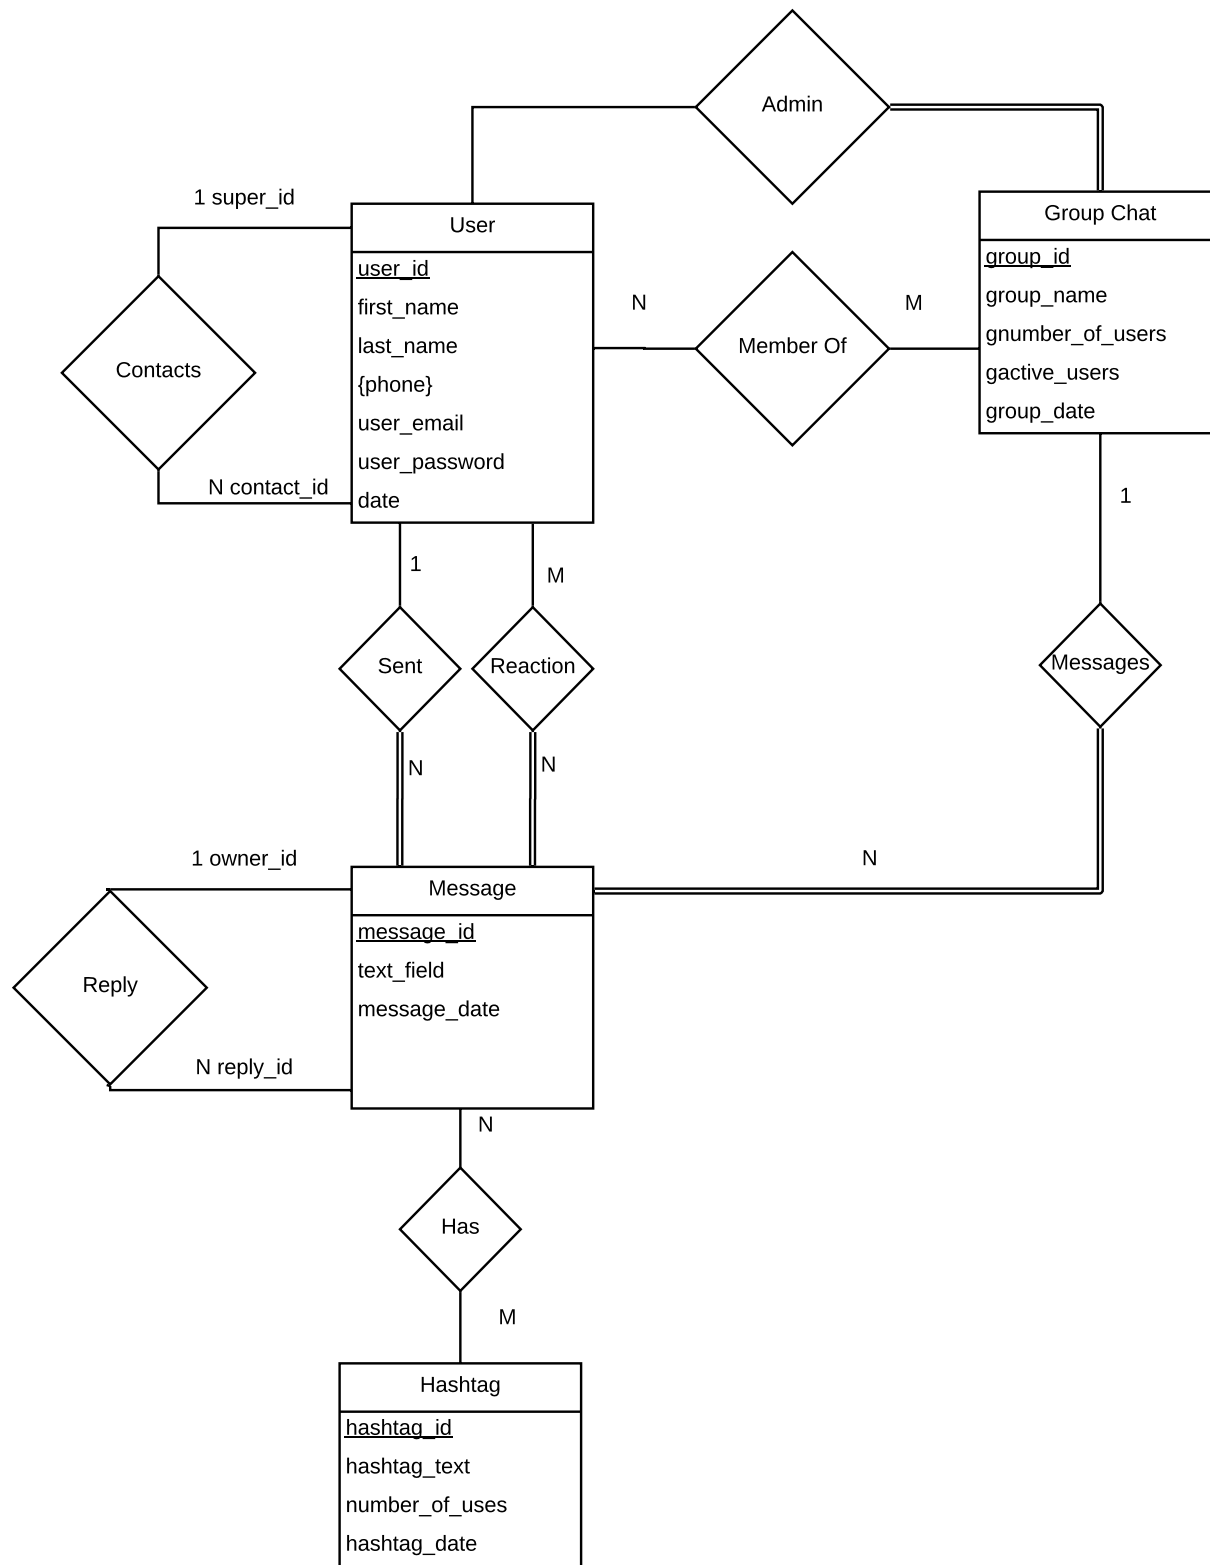 Admin
1 super_id
User
Group Chat
user_id
first_name
last_name
{phone}
user_email
user_password
date
group_id
group_name
gnumber_of_users
gactive_users
group_date
N
Member Of
M
Contacts
N contact_id
1
M
1
Sent
Reaction
Messages
N
N
1 owner_id
N
Message
message_id
text_field
message_date
Reply
N reply_id
N
Has
M
Hashtag
hashtag_id
hashtag_text
number_of_uses
hashtag_date